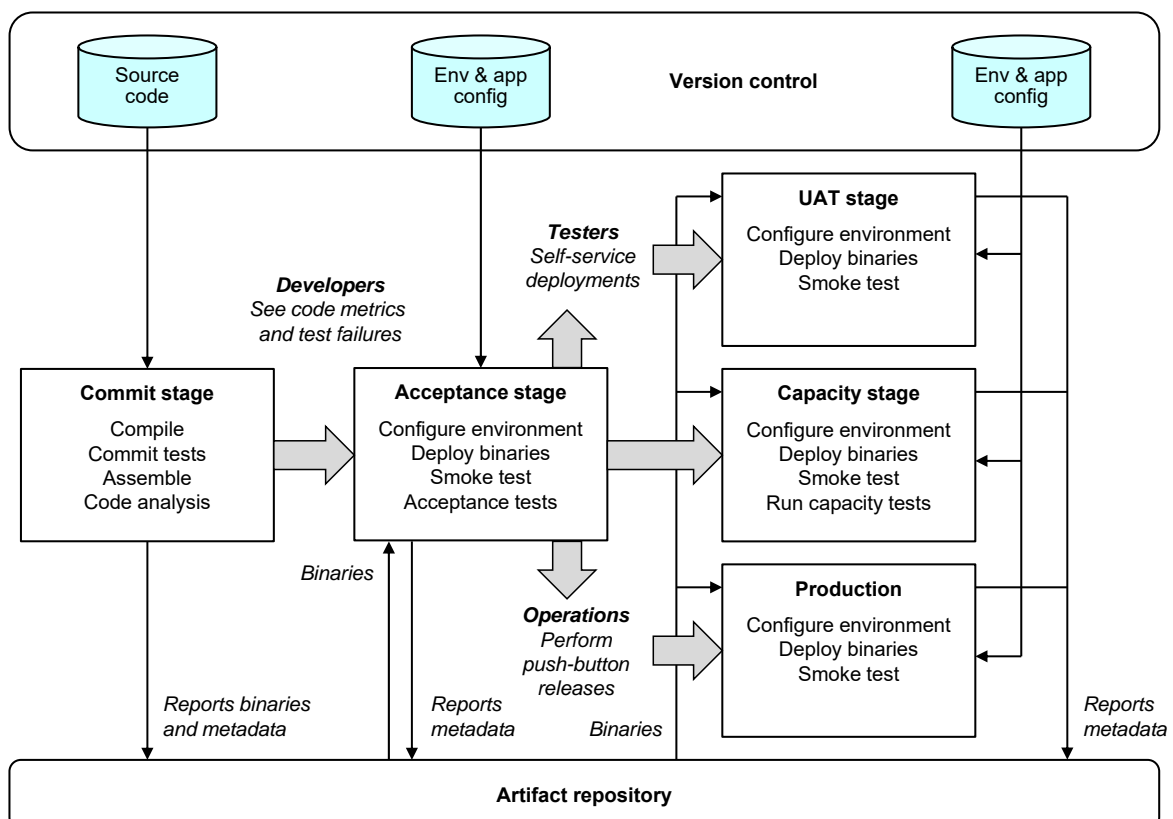 Source
code
Env & app
config
Version control
Env & app
config
Developers
See code metrics
and test failures
Testers
Self-service
deployments
UAT stage
Configure environment
Deploy binaries
Smoke test
Commit stage
Compile
Commit tests
Assemble
Code analysis
Acceptance stage
Configure environment
Deploy binaries
Smoke test
Acceptance tests
Capacity stage
Configure environment
Deploy binaries
Smoke test
Run capacity tests
Binaries
Operations
Perform
push-button
releases
Production
Configure environment
Deploy binaries
Smoke test
Reports binaries
and metadata
Reports
metadata
Binaries
Reports
metadata
Artifact repository